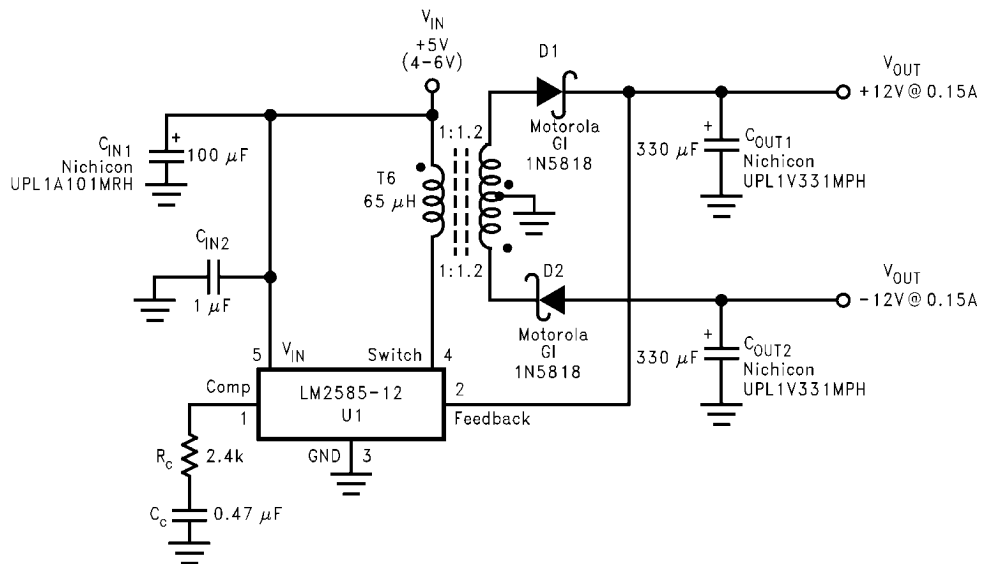 V_IN
+5V
(4-6V)
D1
V_OUT
+12V @ 0.15A
C_IN1
Nichicon
UPL1A101MRH
+
100 μF
1:1.2
T6
65 μH
Motorola
GI
1N5818
330 μF
+
C_OUT1
Nichicon
UPL1V331MPH
C_IN2
1 μF
1:1.2
D2
V_OUT
-12V @ 0.15A
Motorola
GI
1N5818
330 μF
+
C_OUT2
Nichicon
UPL1V331MPH
5
V_IN
Switch
4
Comp
1
LM2585-12
U1
2
Feedback
GND
3
R_c
2.4k
C_c
0.47 μF